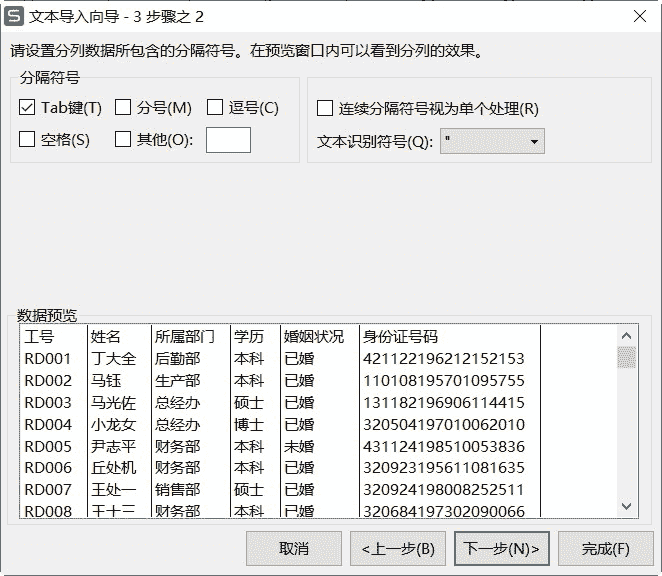 S 文本导入向导 - 3 步骤之 2
请设置分列数据所包含的分隔符号。在预览窗口内可以看到分列的效果。
分隔符号
Tab键(T) 分号(M) 逗号(C)
空格(S) 其他(O):
连续分隔符号视为单个处理(R)
文本识别符号(Q): "
数据预览
工号 姓名 所属部门 学历 婚姻状况 身份证号码
RD001 丁大全 后勤部 本科 已婚 421122196212152153
RD002 马钰 生产部 本科 已婚 110108195701095755
RD003 马光佐 总经办 硕士 已婚 131182196906114415
RD004 小龙女 总经办 博士 已婚 320504197010062010
RD005 尹志平 财务部 本科 未婚 431124198510053836
RD006 丘处机 财务部 本科 已婚 320923195611081635
RD007 王处一 销售部 硕士 已婚 320924198008252511
RD008 王十三 财务部 本科 已婚 320684197302090066
取消 <上一步(B) 下一步(N)> 完成(F)